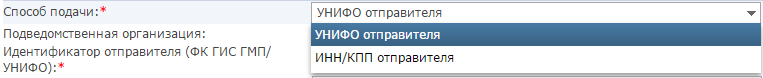 Способ подачи:* УНИФО отправителя
Подведомственная организация: УНИФО отправителя
Идентификатор отправителя (ФК ГИС ГМП/ ИНН/КПП отправителя
УНИФО):*